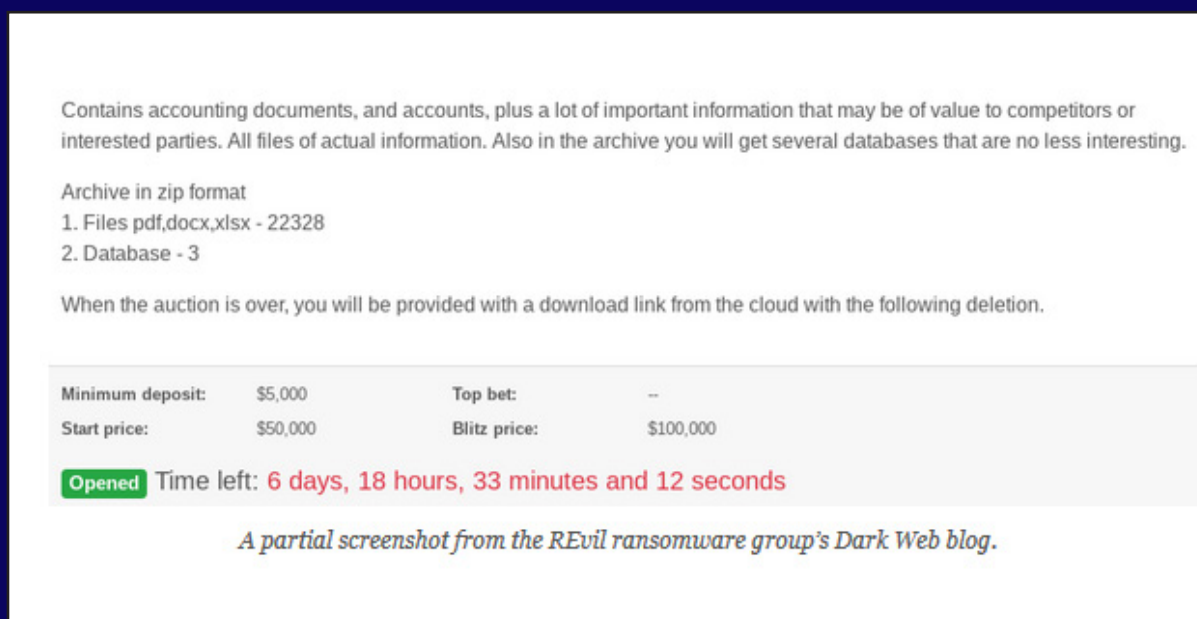 Contains accounting documents, and accounts, plus a lot of important information that may be of value to competitors or
interested parties. All files of actual information. Also in the archive you will get several databases that are no less interesting.
Archive in zip format
1. Files pdf,docx,xlsx - 22328
2. Database - 3
When the auction is over, you will be provided with a download link from the cloud with the following deletion.
Minimum deposit: $5,000 Top bet: --
Start price: $50,000 Blitz price: $100,000
Opened Time left: 6 days, 18 hours, 33 minutes and 12 seconds
A partial screenshot from the REvil ransomware group’s Dark Web blog.